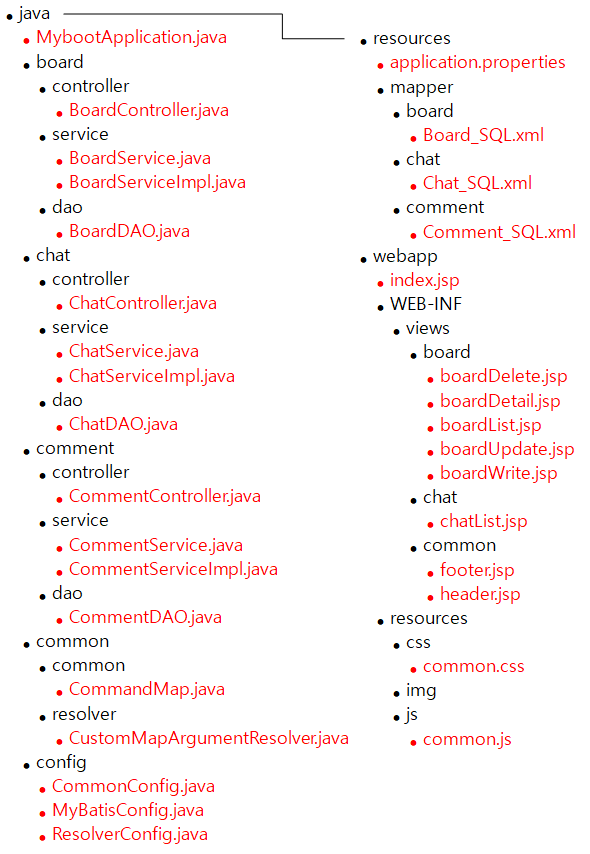 java
MybootApplication.java
board
controller
BoardController.java
service
BoardService.java
BoardServiceImpl.java
dao
BoardDAO.java
chat
controller
ChatController.java
service
ChatService.java
ChatServiceImpl.java
dao
ChatDAO.java
comment
controller
CommentController.java
service
CommentService.java
CommentServiceImpl.java
dao
CommentDAO.java
common
common
CommandMap.java
resolver
CustomMapArgumentResolver.java
config
CommonConfig.java
MyBatisConfig.java
ResolverConfig.java
resources
application.properties
mapper
board
Board_SQL.xml
chat
Chat_SQL.xml
comment
Comment_SQL.xml
webapp
index.jsp
WEB-INF
views
board
boardDelete.jsp
boardDetail.jsp
boardList.jsp
boardUpdate.jsp
boardWrite.jsp
chat
chatList.jsp
common
footer.jsp
header.jsp
resources
css
common.css
img
js
common.js